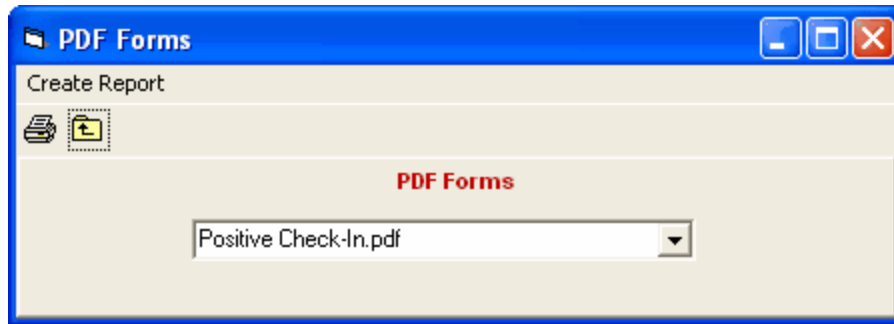 PDF Forms
Create Report
PDF Forms
Positive Check-In.pdf